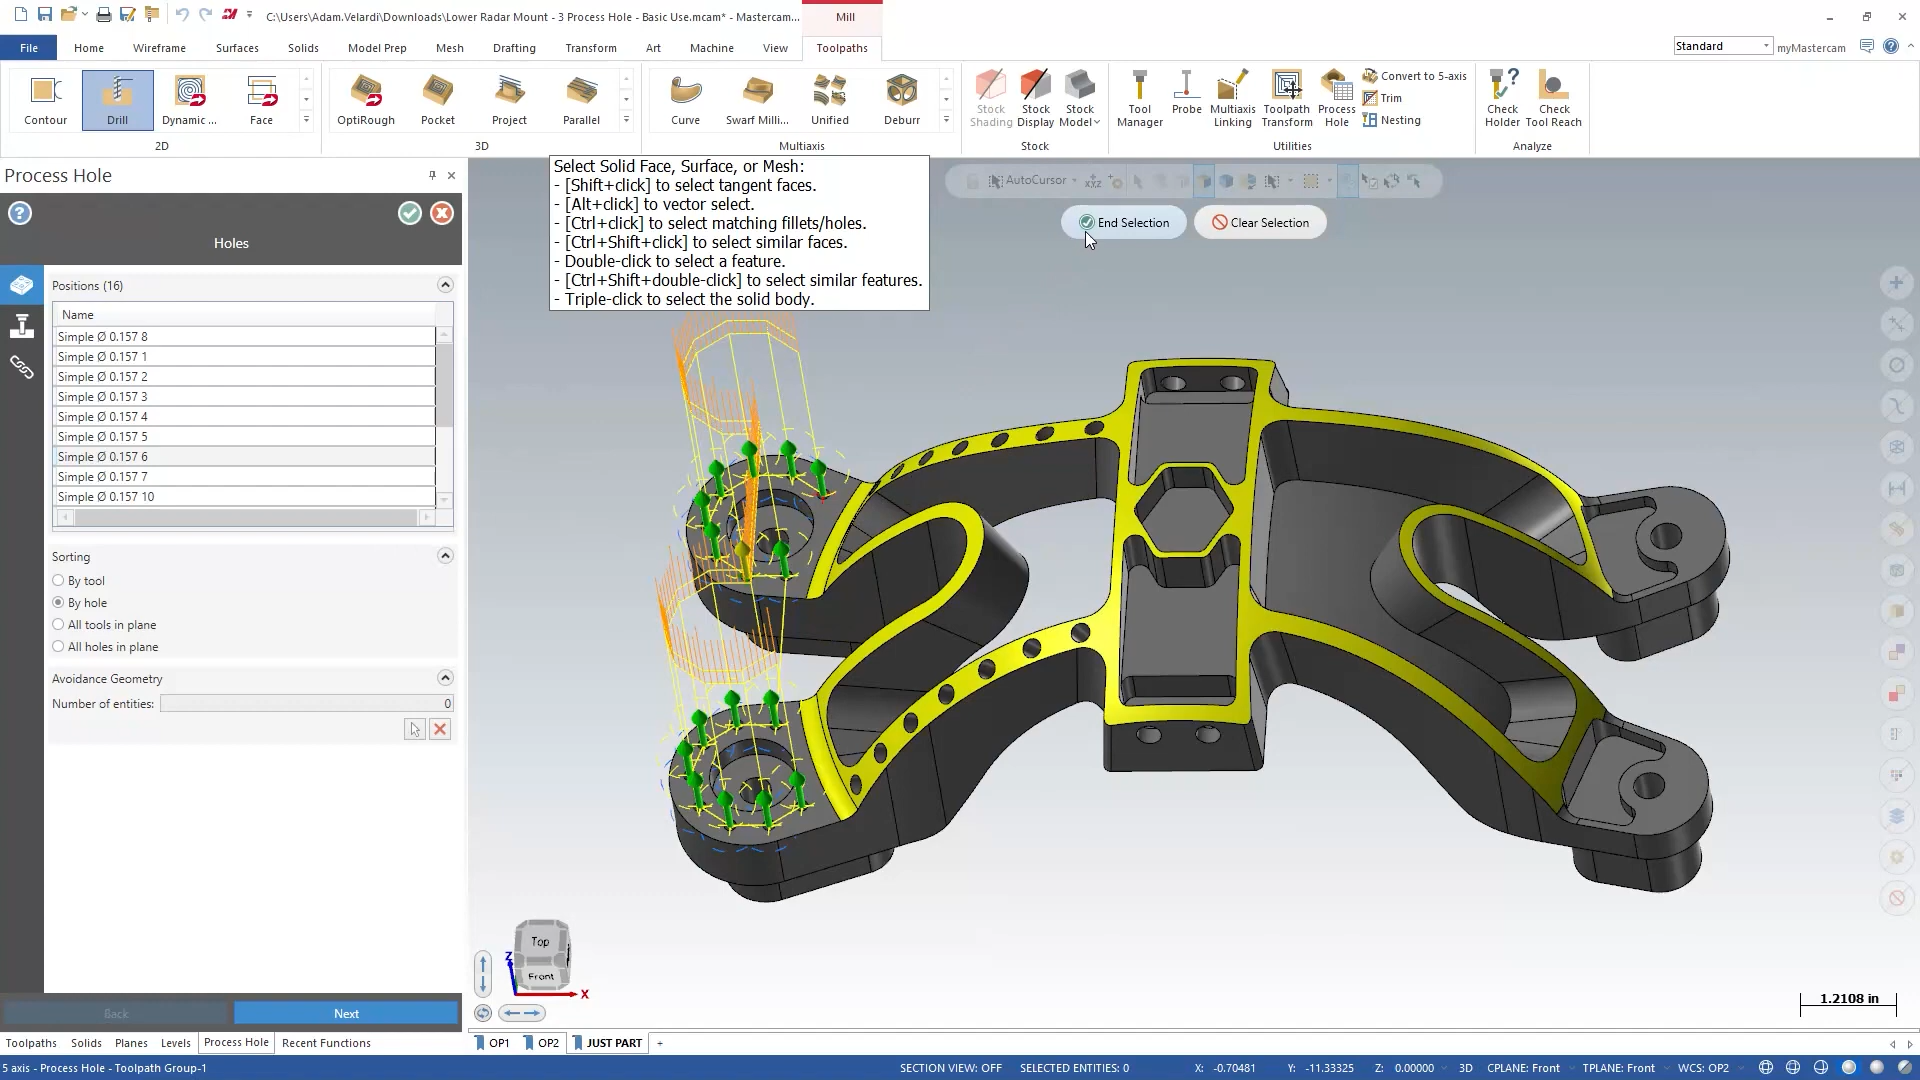 C:\Users\Adam.Velardi\Downloads\Lower Radar Mount - 3 Process Hole - Basic Use.mcam* - Mastercam...
Mill
File
Home
Wireframe
Surfaces
Solids
Model Prep
Mesh
Drafting
Transform
Art
Machine
View
Toolpaths
Standard
myMastercam
Contour
Drill
Dynamic ...
Face
OptiRough
Pocket
Project
Parallel
Curve
Swarf Milli...
Unified
Deburr
Stock Shading
Stock Display
Stock Model
Tool Manager
Probe
Multiaxis Linking
Toolpath Transform
Process Hole
Convert to 5-axis
Trim
Nesting
Check Holder
Check Tool Reach
2D
3D
Multiaxis
Stock
Utilities
Analyze
Process Hole
Holes
Positions (16)
Name
Simple Ø 0.157 8
Simple Ø 0.157 1
Simple Ø 0.157 2
Simple Ø 0.157 3
Simple Ø 0.157 4
Simple Ø 0.157 5
Simple Ø 0.157 6
Simple Ø 0.157 7
Simple Ø 0.157 10
Sorting
By tool
By hole
All tools in plane
All holes in plane
Avoidance Geometry
Number of entities: 0
Back
Next
Select Solid Face, Surface, or Mesh:
- [Shift+click] to select tangent faces.
- [Alt+click] to vector select.
- [Ctrl+click] to select matching fillets/holes.
- [Ctrl+Shift+click] to select similar faces.
- Double-click to select a feature.
- [Ctrl+Shift+double-click] to select similar features.
- Triple-click to select the solid body.
AutoCursor
XYZ
End Selection
Clear Selection
Top
Front
Z
X
1.2108 in
Toolpaths
Solids
Planes
Levels
Process Hole
Recent Functions
OP1
OP2
JUST PART
+
5 axis - Process Hole - Toolpath Group-1
SECTION VIEW: OFF
SELECTED ENTITIES: 0
X: -0.70481
Y: -11.33325
Z: 0.00000
3D
CPLANE: Front
TPLANE: Front
WCS: OP2